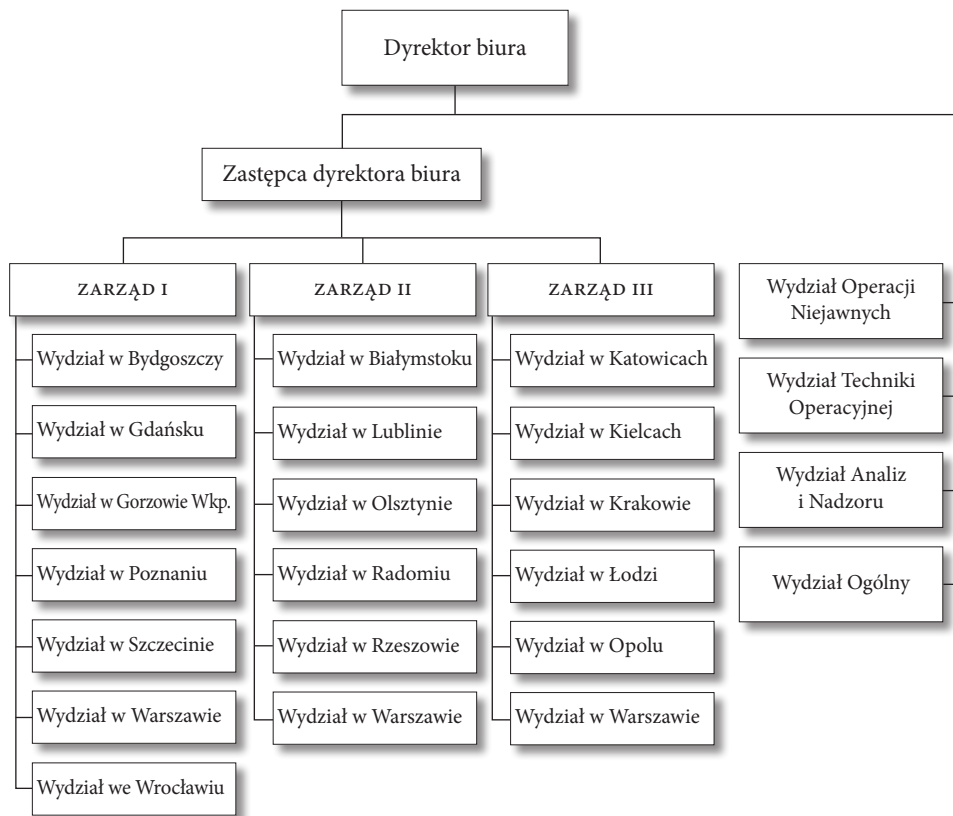 Dyrektor biura
Zastępca dyrektora biura
ZARZĄD I
Wydział w Bydgoszczy
Wydział w Gdańsku
Wydział w Gorzowie Wkp.
Wydział w Poznaniu
Wydział w Szczecinie
Wydział w Warszawie
Wydział we Wrocławiu
ZARZĄD II
Wydział w Białymstoku
Wydział w Lublinie
Wydział w Olsztynie
Wydział w Radomiu
Wydział w Rzeszowie
Wydział w Warszawie
ZARZĄD III
Wydział w Katowicach
Wydział w Kielcach
Wydział w Krakowie
Wydział w Łodzi
Wydział w Opolu
Wydział w Warszawie
Wydział Operacji
Niejawnych
Wydział Techniki
Operacyjnej
Wydział Analiz
i Nadzoru
Wydział Ogólny